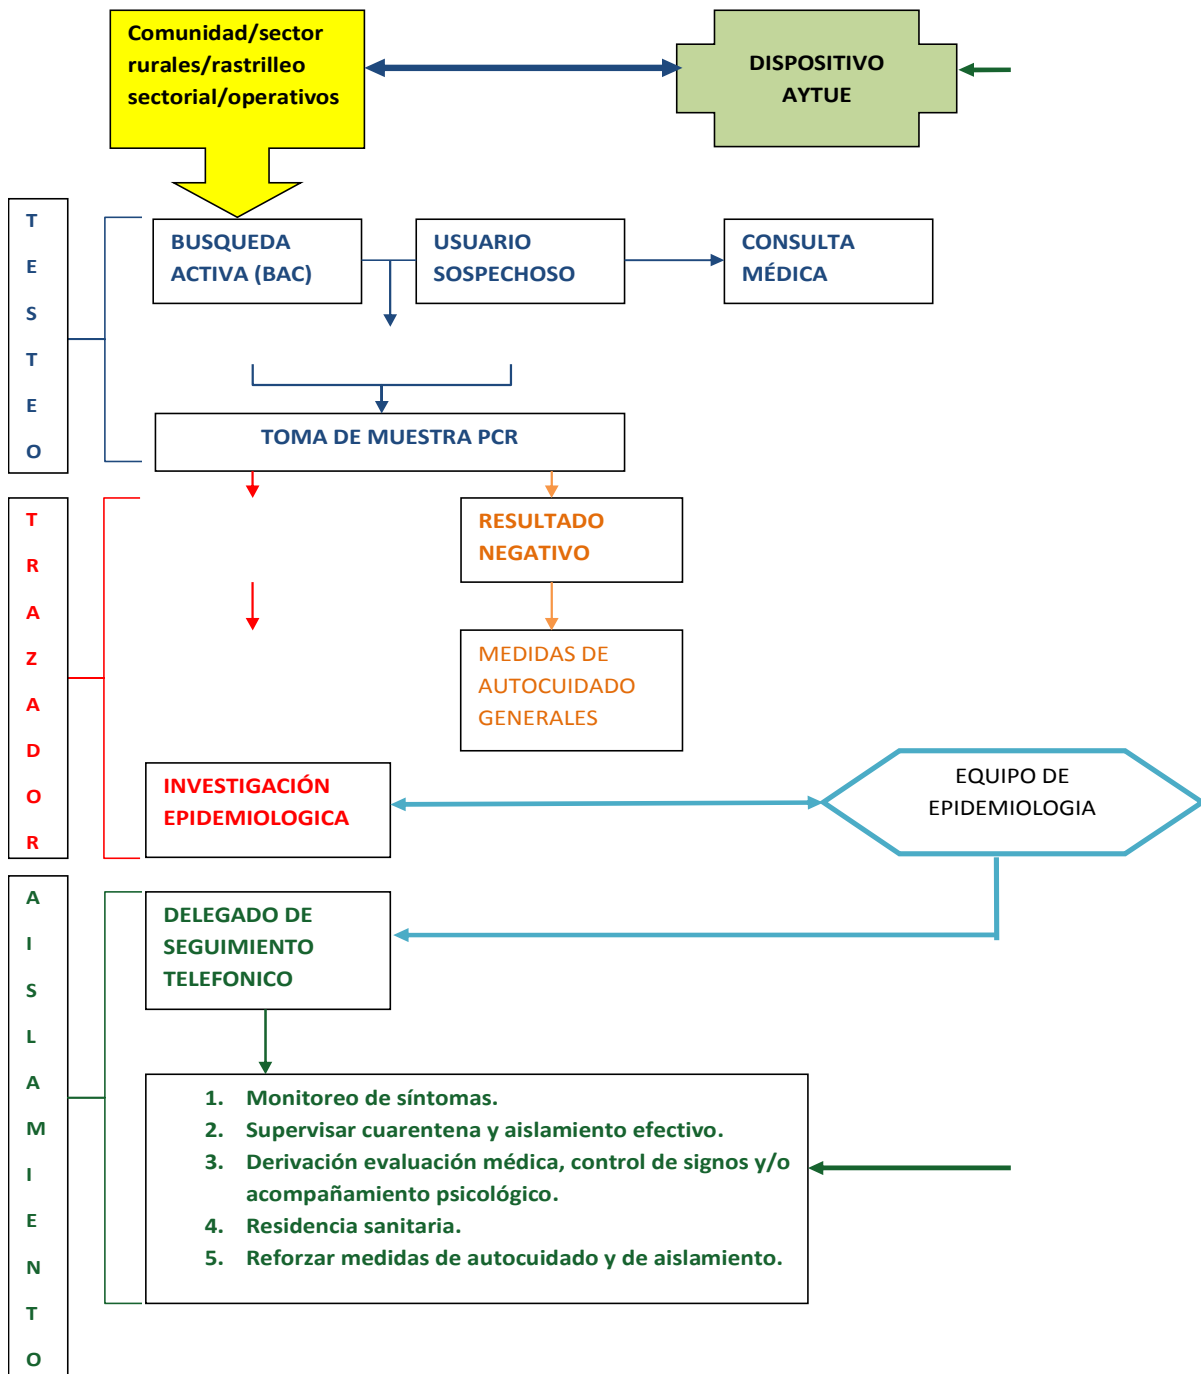 Comunidad/sector
rurales/rastrilleo
sectorial/operativos
DISPOSITIVO
AYTUE
T
E
S
T
E
O
BUSQUEDA
ACTIVA (BAC)
USUARIO
SOSPECHOSO
CONSULTA
MÉDICA
TOMA DE MUESTRA PCR
T
R
A
Z
A
D
O
R
RESULTADO
NEGATIVO
MEDIDAS DE
AUTOCUIDADO
GENERALES
INVESTIGACIÓN
EPIDEMIOLOGICA
EQUIPO DE
EPIDEMIOLOGIA
A
I
S
L
A
M
I
E
N
T
O
DELEGADO DE
SEGUIMIENTO
TELEFONICO
1. Monitoreo de síntomas.
2. Supervisar cuarentena y aislamiento efectivo.
3. Derivación evaluación médica, control de signos y/o
acompañamiento psicológico.
4. Residencia sanitaria.
5. Reforzar medidas de autocuidado y de aislamiento.